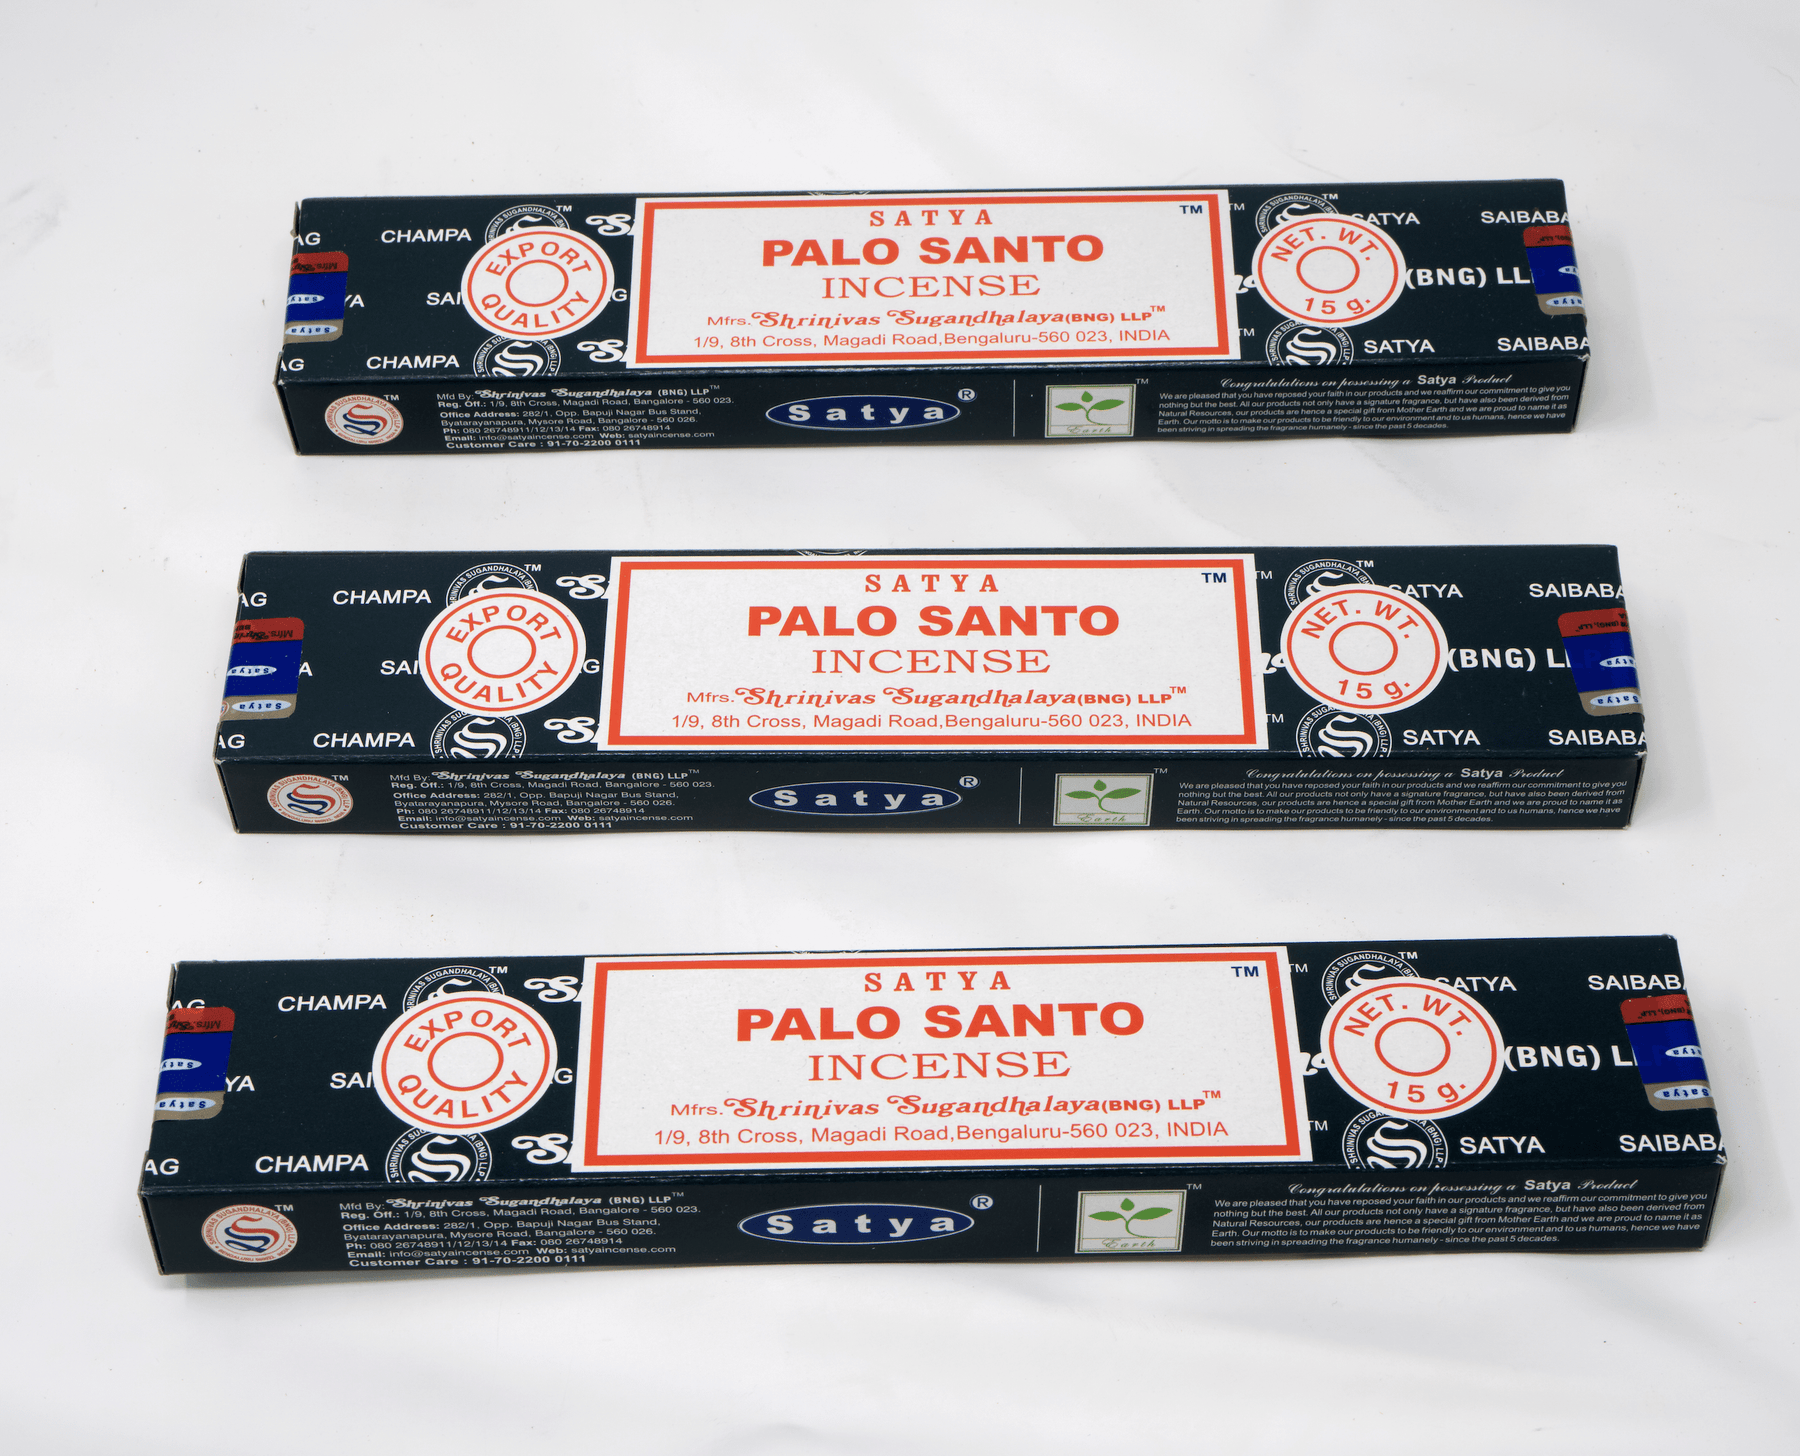 AG CHAMPA SATYA SAIBABA
EXPORT QUALITY
SATYA TM
PALO SANTO
INCENSE
Mfrs. Shrinivas Sugandhalaya (BNG) LLP TM
1/9, 8th Cross, Magadi Road, Bengaluru-560 023, INDIA
NET. WT. 15 g.
(BNG) LL
AG CHAMPA SATYA SAIBABA
Mfd By: Shrinivas Sugandhalaya (BNG) LLP TM
Reg. Off.: 1/9, 8th Cross, Magadi Road, Bangalore - 560 023.
Office Address: 282/1, Opp. Bapuji Nagar Bus Stand,
Byatarayanapura, Mysore Road, Bangalore - 560 026.
Ph: 080 26748911/12/13/14 Fax: 080 26748914
Email: info@satyaincense.com Web: satyaincense.com
Customer Care : 91-70-2200 0111
Satya ®
Earth TM
Congratulations on possessing a Satya Product
We are pleased that you have reposed your faith in our products and we reaffirm our commitment to give you
nothing but the best. All our products not only have a signature fragrance, but have also been derived from
Natural Resources, our products are hence a special gift from Mother Earth and we are proud to name it as
Earth. Our motto is to make our products to be friendly to our environment and to us humans, hence we have
been striving in spreading the fragrance humanely - since the past 5 decades.
AG CHAMPA SATYA SAIBABA
EXPORT QUALITY
SATYA TM
PALO SANTO
INCENSE
Mfrs. Shrinivas Sugandhalaya (BNG) LLP TM
1/9, 8th Cross, Magadi Road, Bengaluru-560 023, INDIA
NET. WT. 15 g.
(BNG) L
AG CHAMPA SATYA SAIBABA
Mfd By: Shrinivas Sugandhalaya (BNG) LLP TM
Reg. Off.: 1/9, 8th Cross, Magadi Road, Bangalore - 560 023.
Office Address: 282/1, Opp. Bapuji Nagar Bus Stand,
Byatarayanapura, Mysore Road, Bangalore - 560 026.
Ph: 080 26748911/12/13/14 Fax: 080 26748914
Email: info@satyaincense.com Web: satyaincense.com
Customer Care : 91-70-2200 0111
Satya ®
Earth TM
Congratulations on possessing a Satya Product
We are pleased that you have reposed your faith in our products and we reaffirm our commitment to give you
nothing but the best. All our products not only have a signature fragrance, but have also been derived from
Natural Resources, our products are hence a special gift from Mother Earth and we are proud to name it as
Earth. Our motto is to make our products to be friendly to our environment and to us humans, hence we have
been striving in spreading the fragrance humanely - since the past 5 decades.
AG CHAMPA SATYA SAIBAB
EXPORT QUALITY
SATYA TM
PALO SANTO
INCENSE
Mfrs. Shrinivas Sugandhalaya (BNG) LLP TM
1/9, 8th Cross, Magadi Road, Bengaluru-560 023, INDIA
NET. WT. 15 g.
(BNG) L
AG CHAMPA SATYA SAIBABA
Mfd By: Shrinivas Sugandhalaya (BNG) LLP TM
Reg. Off.: 1/9, 8th Cross, Magadi Road, Bangalore - 560 023.
Office Address: 282/1, Opp. Bapuji Nagar Bus Stand,
Byatarayanapura, Mysore Road, Bangalore - 560 026.
Ph: 080 26748911/12/13/14 Fax: 080 26748914
Email: info@satyaincense.com Web: satyaincense.com
Customer Care : 91-70-2200 0111
Satya ®
Earth TM
Congratulations on possessing a Satya Product
We are pleased that you have reposed your faith in our products and we reaffirm our commitment to give you
nothing but the best. All our products not only have a signature fragrance, but have also been derived from
Natural Resources, our products are hence a special gift from Mother Earth and we are proud to name it as
Earth. Our motto is to make our products to be friendly to our environment and to us humans, hence we have
been striving in spreading the fragrance humanely - since the past 5 decades.